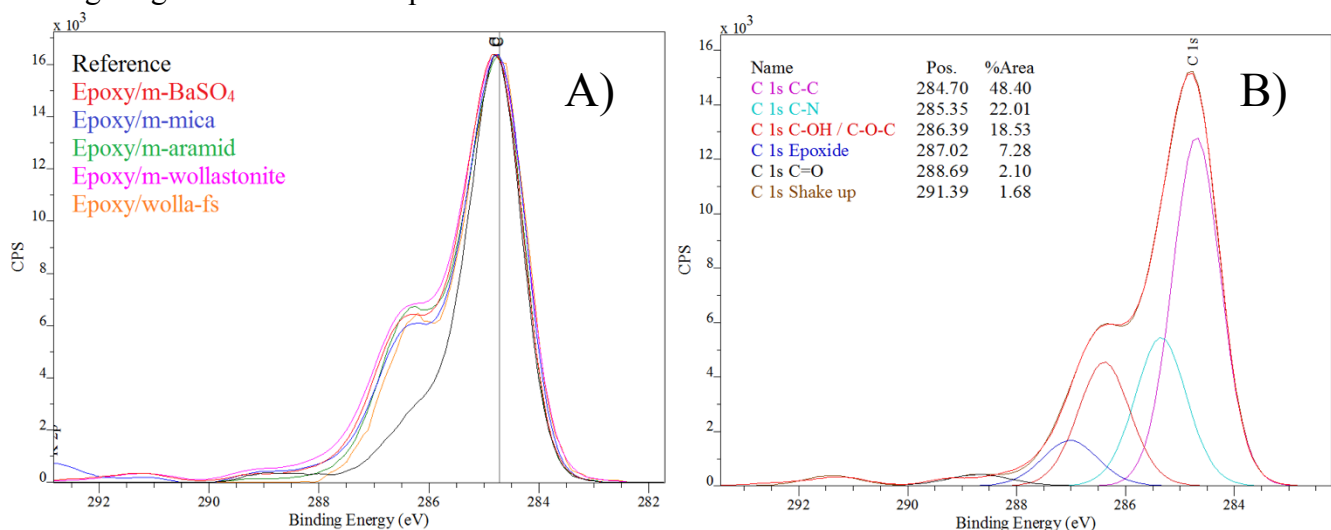 x 10³
16
14
12
10
8
6
4
2
0
CPS
Reference
Epoxy/m-BaSO₄
Epoxy/m-mica
Epoxy/m-aramid
Epoxy/m-wollastonite
Epoxy/wolla-fs
A)
292 290 288 286 284 282
Binding Energy (eV)
x 10³
16
14
12
10
8
6
4
2
0
CPS
Name Pos. %Area
C 1s C-C 284.70 48.40
C 1s C-N 285.35 22.01
C 1s C-OH / C-O-C 286.39 18.53
C 1s Epoxide 287.02 7.28
C 1s C=O 288.69 2.10
C 1s Shake up 291.39 1.68
C 1s
B)
292 290 288 286 284
Binding Energy (eV)